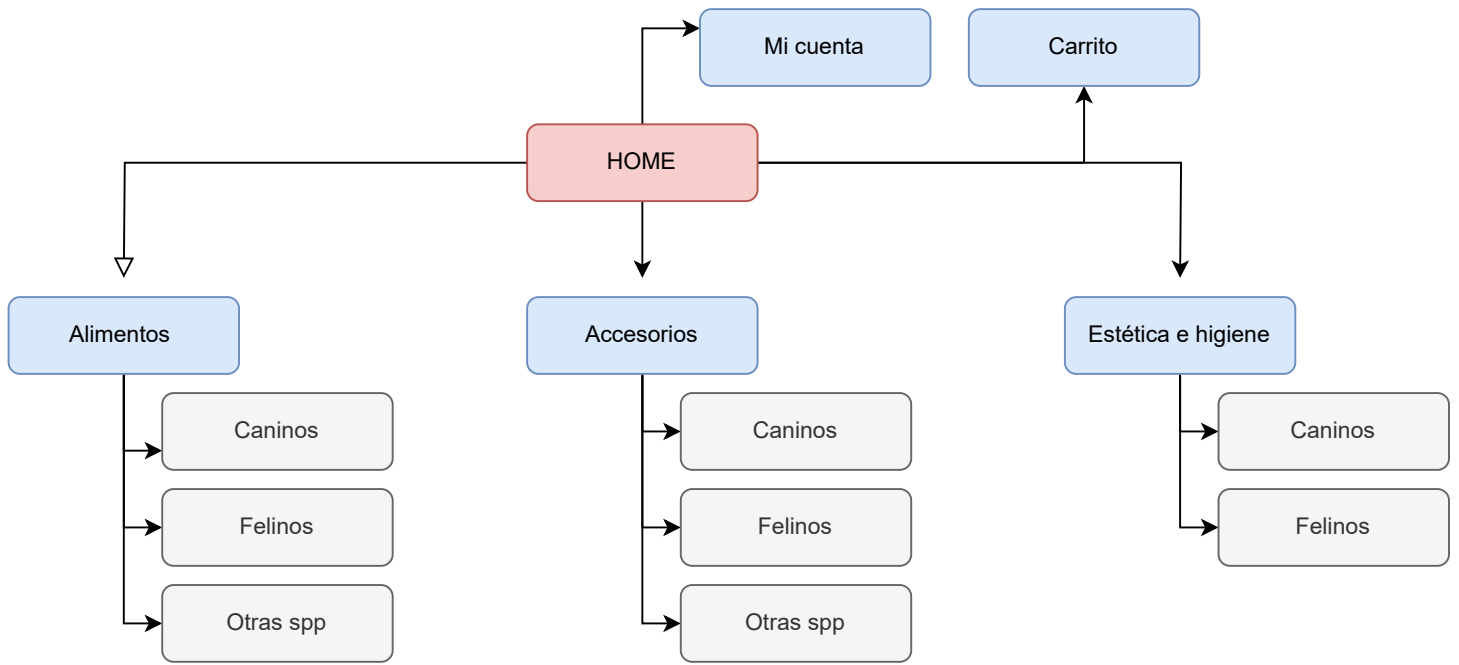 Mi cuenta
Carrito
HOME
Alimentos
Accesorios
Estética e higiene
Caninos
Caninos
Caninos
Felinos
Felinos
Felinos
Otras spp
Otras spp